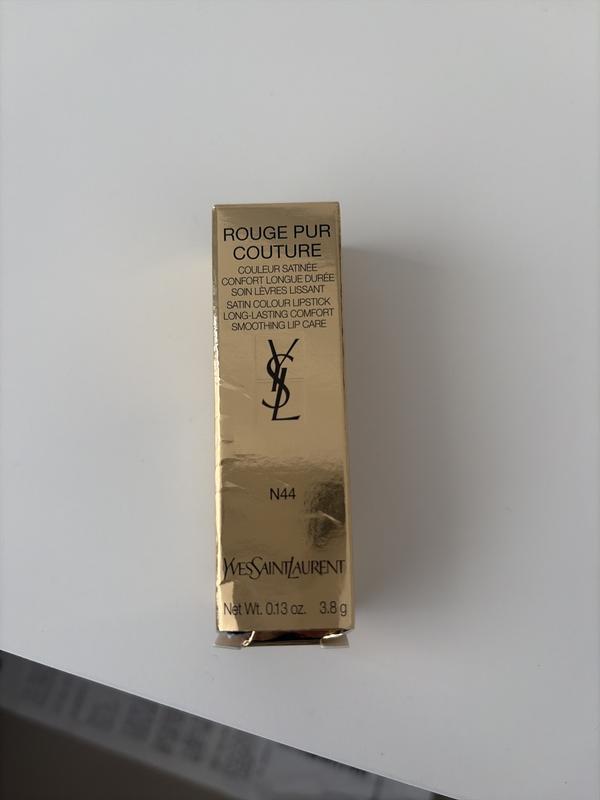 ROUGE PUR
COUTURE
COULEUR SATINÉE
CONFORT LONGUE DURÉE
SOIN LÈVRES LISSANT
SATIN COLOUR LIPSTICK
LONG-LASTING COMFORT
SMOOTHING LIP CARE
YSL
N44
YVESSAINTLAURENT
Net Wt. 0.13 oz. 3.8 g